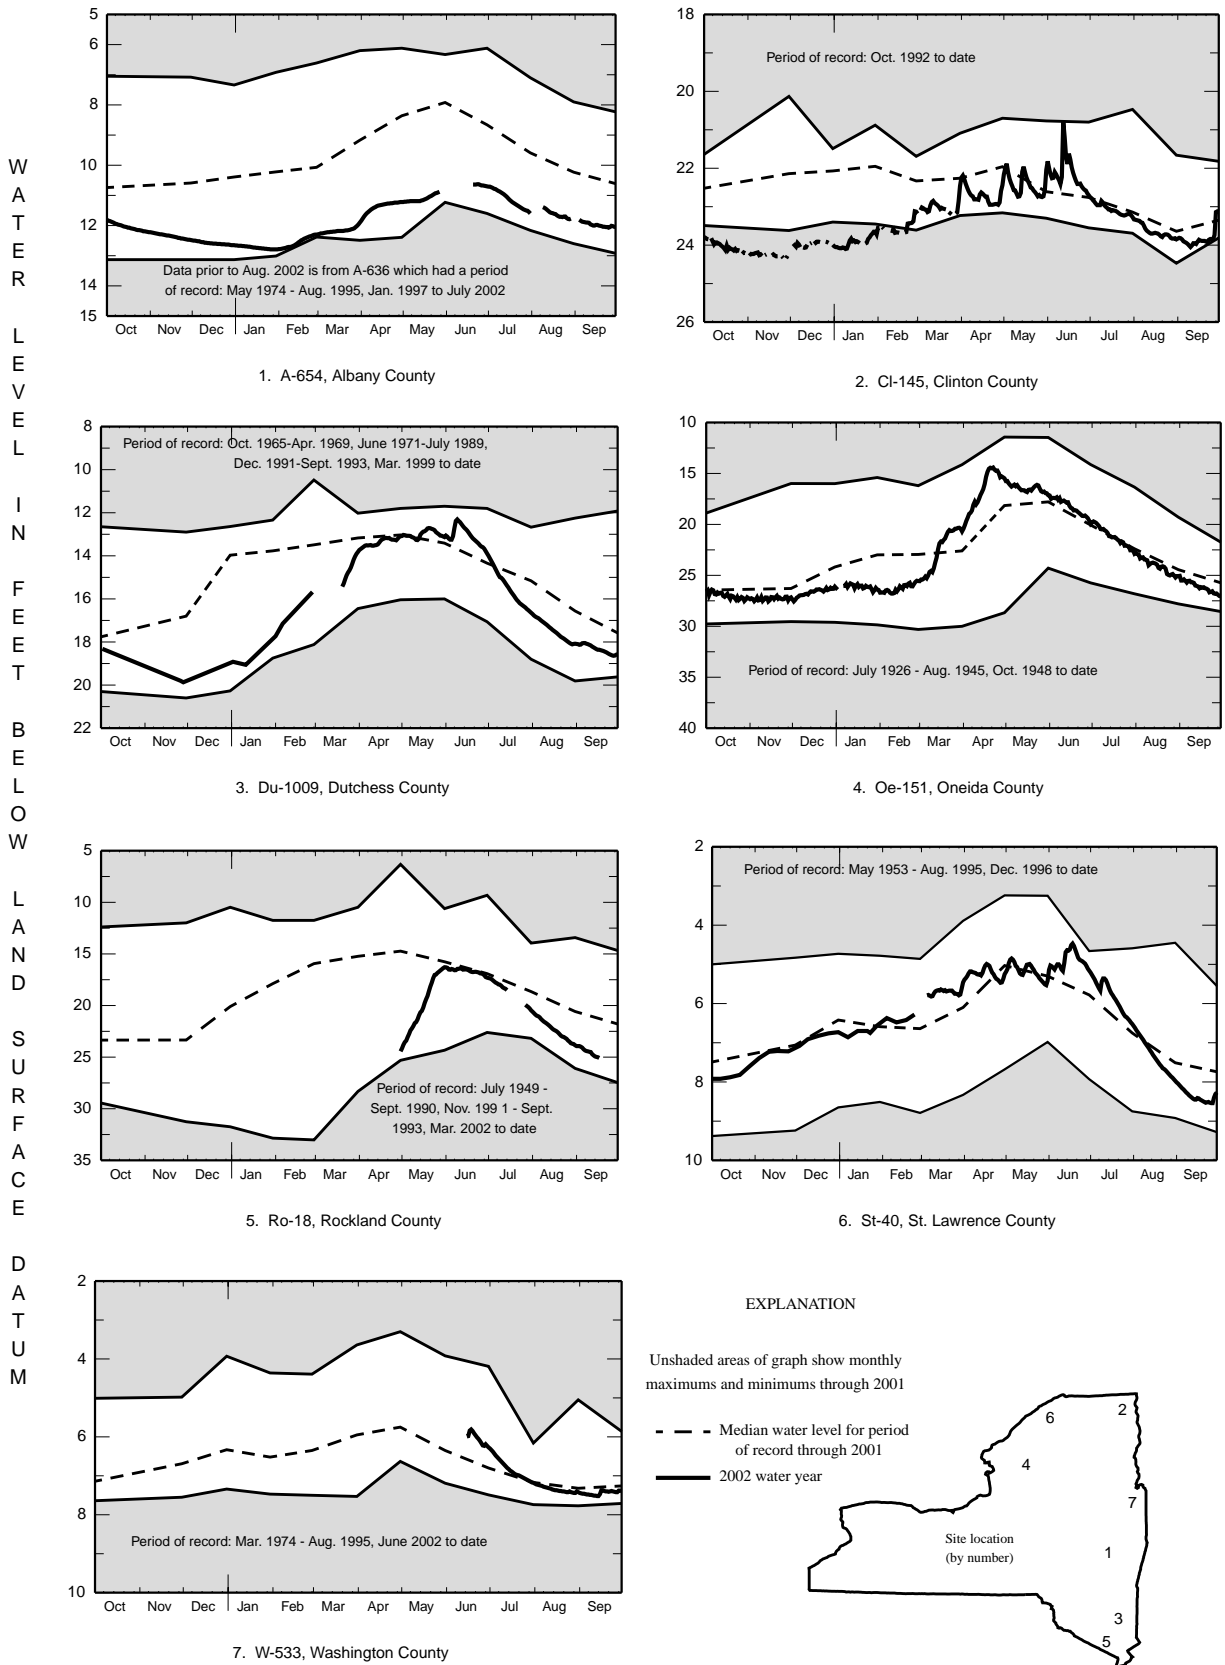 WATER LEVEL IN FEET BELOW LAND SURFACE DATUM
5
6
8
10
12
14
15
Data prior to Aug. 2002 is from A-636 which had a period
of record: May 1974 - Aug. 1995, Jan. 1997 to July 2002
Oct Nov Dec Jan Feb Mar Apr May Jun Jul Aug Sep
1. A-654, Albany County
18
20
22
24
26
Period of record: Oct. 1992 to date
Oct Nov Dec Jan Feb Mar Apr May Jun Jul Aug Sep
2. Cl-145, Clinton County
8
10
12
14
16
18
20
22
Period of record: Oct. 1965-Apr. 1969, June 1971-July 1989,
Dec. 1991-Sept. 1993, Mar. 1999 to date
Oct Nov Dec Jan Feb Mar Apr May Jun Jul Aug Sep
3. Du-1009, Dutchess County
10
15
20
25
30
35
40
Period of record: July 1926 - Aug. 1945, Oct. 1948 to date
Oct Nov Dec Jan Feb Mar Apr May Jun Jul Aug Sep
4. Oe-151, Oneida County
5
10
15
20
25
30
35
Period of record: July 1949 -
Sept. 1990, Nov. 199 1 - Sept.
1993, Mar. 2002 to date
Oct Nov Dec Jan Feb Mar Apr May Jun Jul Aug Sep
5. Ro-18, Rockland County
2
4
6
8
10
Period of record: May 1953 - Aug. 1995, Dec. 1996 to date
Oct Nov Dec Jan Feb Mar Apr May Jun Jul Aug Sep
6. St-40, St. Lawrence County
2
4
6
8
10
Period of record: Mar. 1974 - Aug. 1995, June 2002 to date
Oct Nov Dec Jan Feb Mar Apr May Jun Jul Aug Sep
7. W-533, Washington County
EXPLANATION
Unshaded areas of graph show monthly
maximums and minimums through 2001
Median water level for period
of record through 2001
2002 water year
6
2
4
7
Site location
(by number)
1
3
5